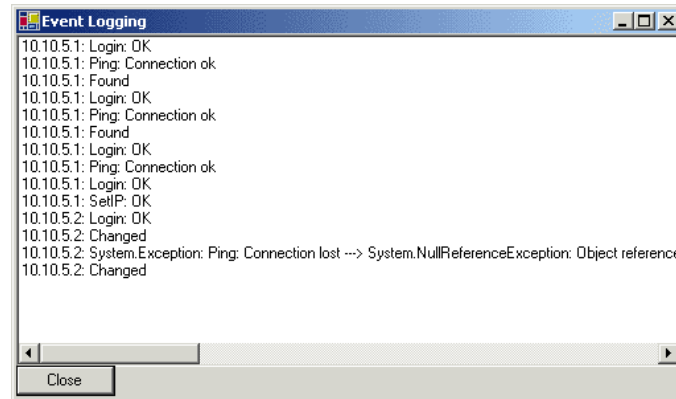 Event Logging
10.10.5.1: Login: OK
10.10.5.1: Ping: Connection ok
10.10.5.1: Found
10.10.5.1: Login: OK
10.10.5.1: Ping: Connection ok
10.10.5.1: Found
10.10.5.1: Login: OK
10.10.5.1: Ping: Connection ok
10.10.5.1: Login: OK
10.10.5.1: SetIP: OK
10.10.5.2: Login: OK
10.10.5.2: Changed
10.10.5.2: System.Exception: Ping: Connection lost ---> System.NullReferenceException: Object reference
10.10.5.2: Changed
Close